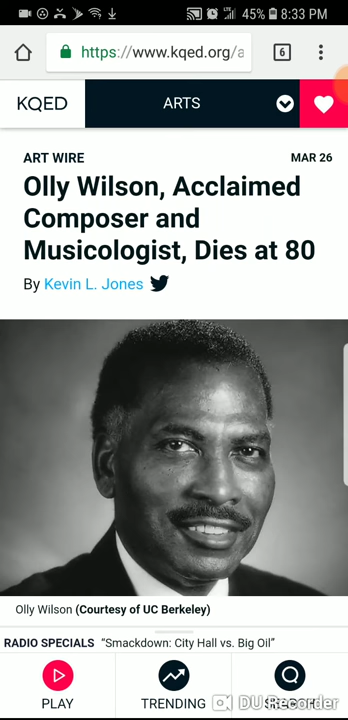 LTE 45% 8:33 PM
https://www.kqed.org/a 6
KQED ARTS
ART WIRE MAR 26
Olly Wilson, Acclaimed
Composer and
Musicologist, Dies at 80
By Kevin L. Jones
Olly Wilson (Courtesy of UC Berkeley)
RADIO SPECIALS “Smackdown: City Hall vs. Big Oil”
PLAY TRENDING
DU Recorder